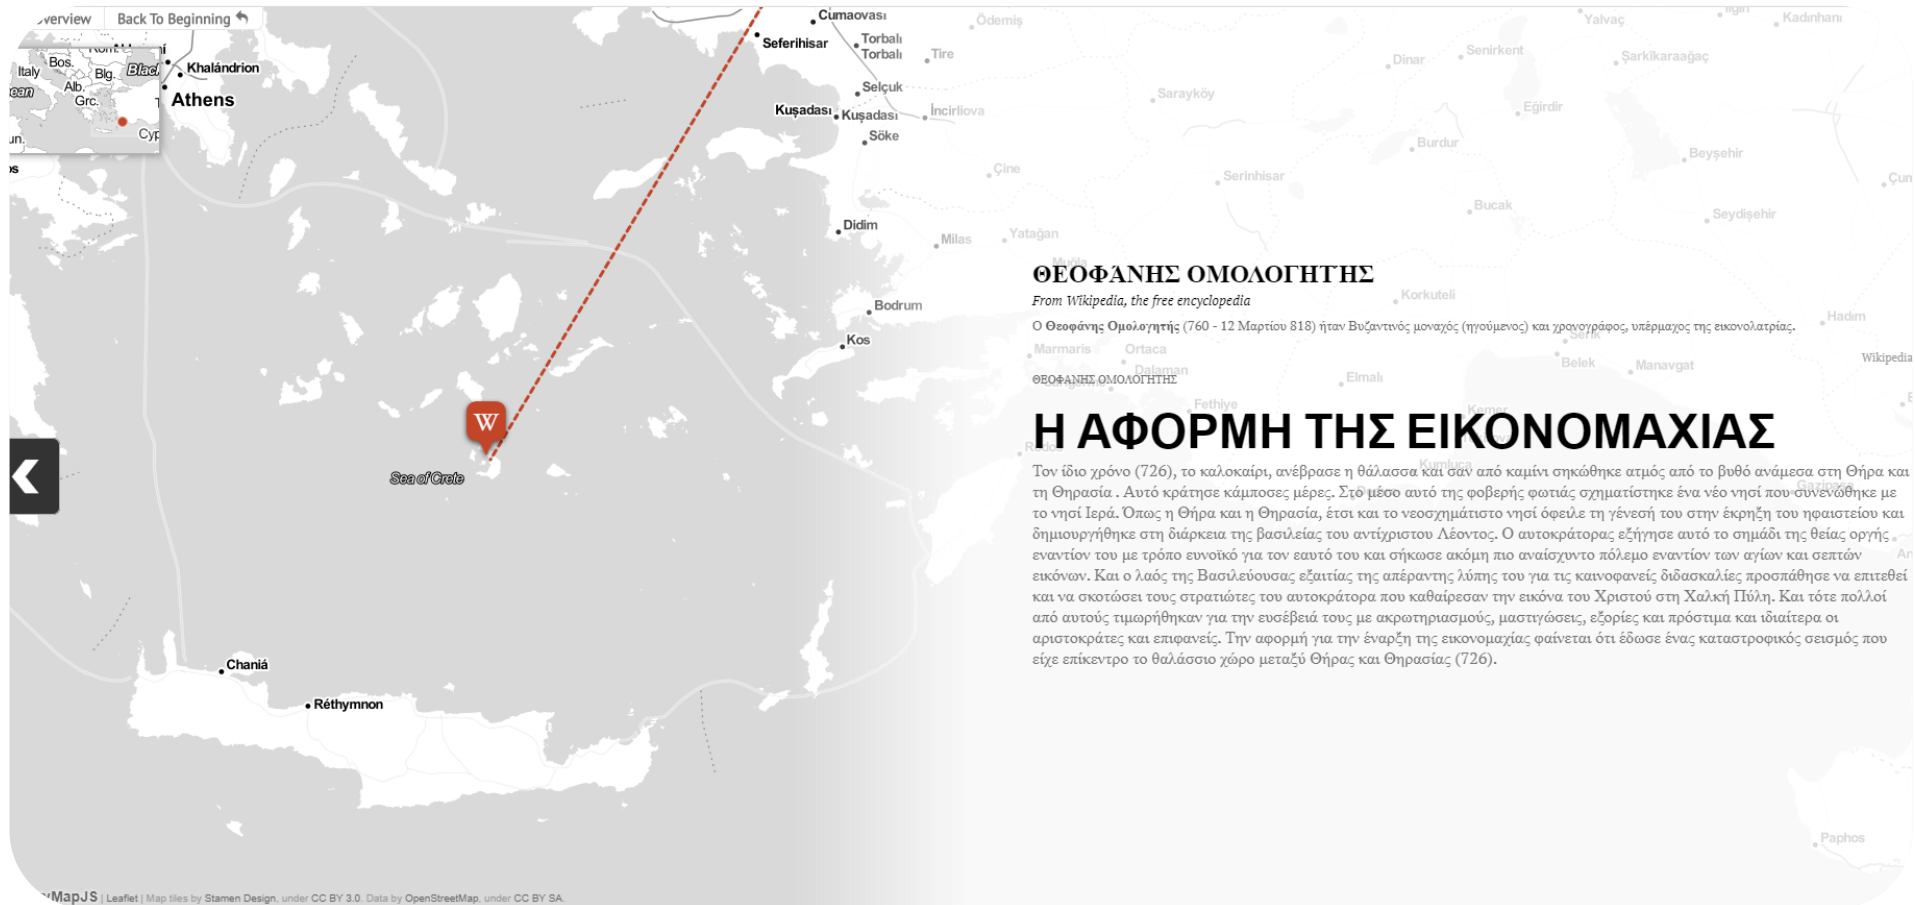 verview
Back To Beginning
Khalándrion
Athens
Italy
Bos.
Blg.
Alb.
Grc.
Seferihisar
Cumaovası
Torbalı
Torbalı
Tire
Ödemiş
Selçuk
Kuşadası
Kuşadası
İncirliova
Söke
Çine
Didim
Milas
Yatağan
Bodrum
Kos
Sarayköy
Serinhisar
Dinar
Senirkent
Yalvaç
Kadınhanı
Şarkikaraağaç
Eğirdir
Burdur
Beyşehir
Bucak
Seydişehir
Korkuteli
Hadım
ΘΕΟΦΆΝΗΣ ΟΜΟΛΟΓΗΤΉΣ
From Wikipedia, the free encyclopedia
Ο Θεοφάνης Ομολογητής (760 - 12 Μαρτίου 818) ήταν Βυζαντινός μοναχός (ηγούμενος) και χρονογράφος, υπέρμαχος της εικονολατρίας.
Marmaris
Ortaca
Dalaman
Serik
Belek
Manavgat
Wikipedia
ΘΕΟΦΑΝΗΣ ΟΜΟΛΟΓΗΤΗΣ
Elmalı
Fethiye
Kemer
Η ΑΦΟΡΜΗ ΤΗΣ ΕΙΚΟΝΟΜΑΧΙΑΣ
Τον ίδιο χρόνο (726), το καλοκαίρι, ανέβρασε η θάλασσα και σαν από καμίνι σηκώθηκε ατμός από το βυθό ανάμεσα στη Θήρα και
τη Θηρασία . Αυτό κράτησε κάμποσες μέρες. Στο μέσο αυτό της φοβερής φωτιάς σχηματίστηκε ένα νέο νησί που συνενώθηκε με
το νησί Ιερά. Όπως η Θήρα και η Θηρασία, έτσι και το νεοσχημάτιστο νησί όφειλε τη γένεσή του στην έκρηξη του ηφαιστείου και
δημιουργήθηκε στη διάρκεια της βασιλείας του αντίχριστου Λέοντος. Ο αυτοκράτορας εξήγησε αυτό το σημάδι της θείας οργής
εναντίον του με τρόπο ευνοϊκό για τον εαυτό του και σήκωσε ακόμη πιο αναίσχυντο πόλεμο εναντίον των αγίων και σεπτών
εικόνων. Και ο λαός της Βασιλεύουσας εξαιτίας της απέραντης λύπης του για τις καινοφανείς διδασκαλίες προσπάθησε να επιτεθεί
και να σκοτώσει τους στρατιώτες του αυτοκράτορα που καθαίρεσαν την εικόνα του Χριστού στη Χαλκή Πύλη. Και τότε πολλοί
από αυτούς τιμωρήθηκαν για την ευσέβειά τους με ακρωτηριασμούς, μαστιγώσεις, εξορίες και πρόστιμα και ιδιαίτερα οι
αριστοκράτες και επιφανείς. Την αφορμή για την έναρξη της εικονομαχίας φαίνεται ότι έδωσε ένας καταστροφικός σεισμός που
είχε επίκεντρο το θαλάσσιο χώρο μεταξύ Θήρας και Θηρασίας (726).
Kumluca
Gazipaşa
W
Sea of Crete
Chaniá
Réthymnon
Paphos
MapJS | Leaflet | Map tiles by Stamen Design, under CC BY 3.0. Data by OpenStreetMap, under CC BY SA.